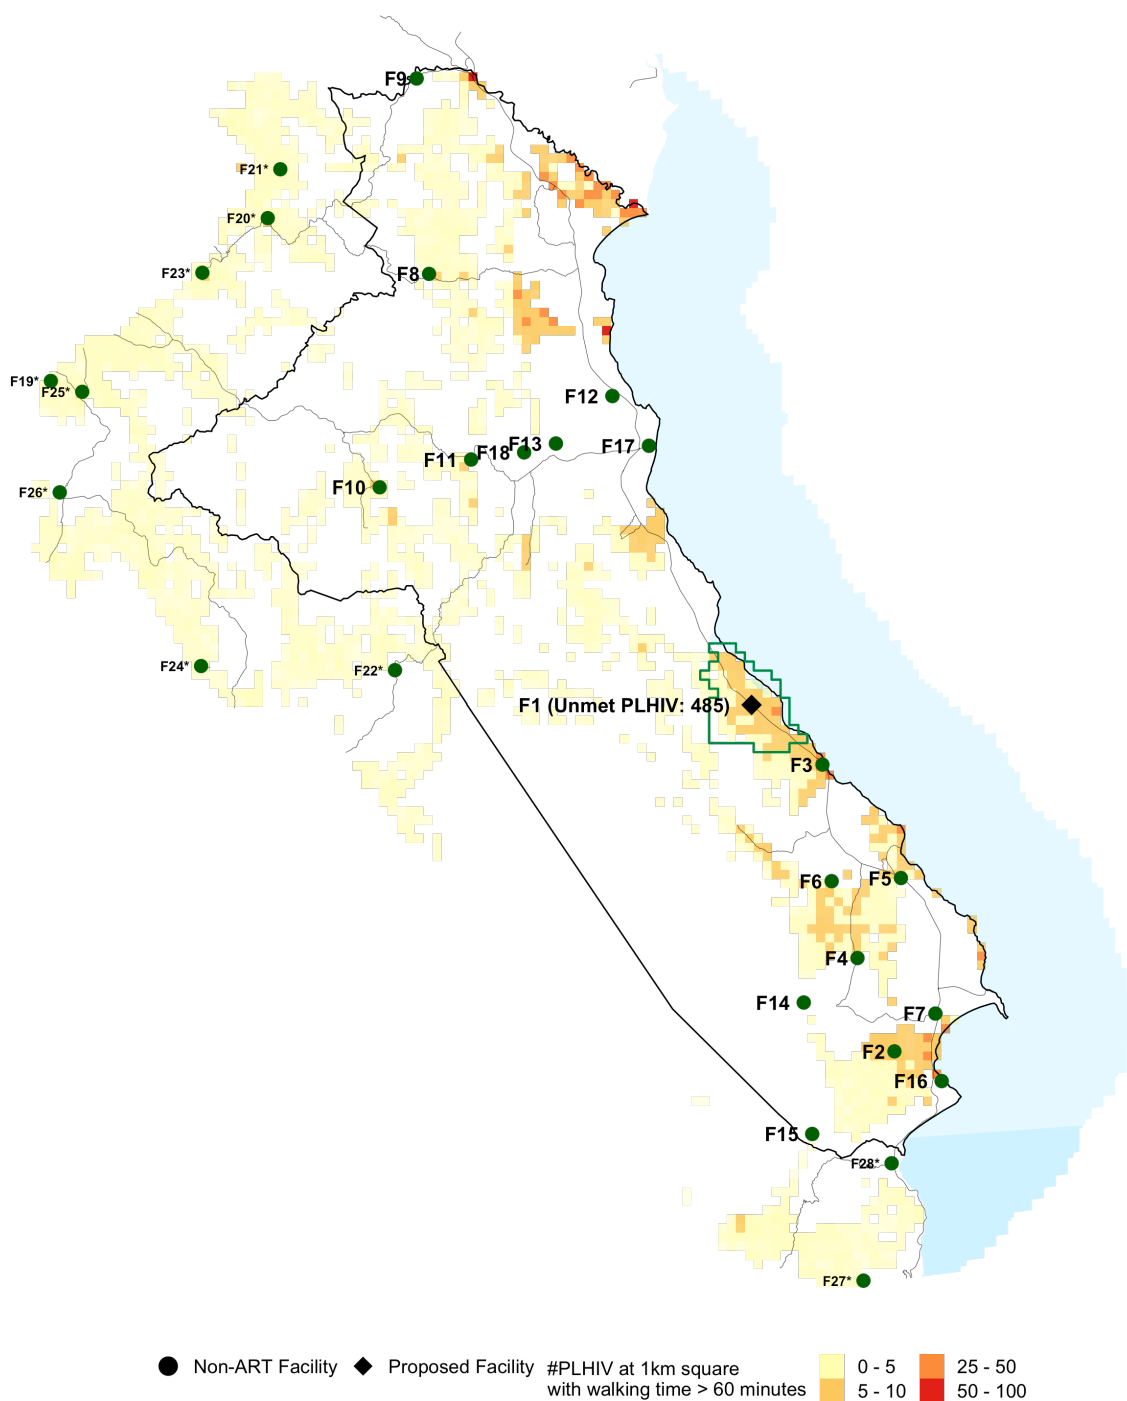 F9
F21*
F20*
F23*
F8
F19*
F25*
F12
F13
F17
F18
F11
F10
F26*
F24*
F22*
F1 (Unmet PLHIV: 485)
F3
F6
F5
F4
F14
F7
F2
F16
F15
F28*
F27*
Non-ART Facility
Proposed Facility
#PLHIV at 1km square
with walking time > 60 minutes
0 - 5
25 - 50
5 - 10
50 - 100